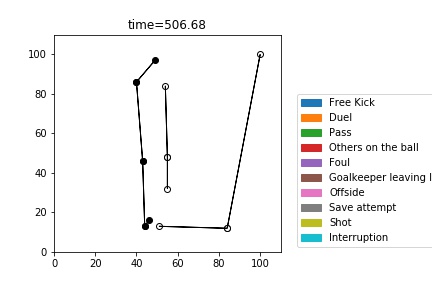 time=506.68
100
80
60
40
20
0
0 20 40 60 80 100
Free Kick
Duel
Pass
Others on the ball
Foul
Goalkeeper leaving l
Offside
Save attempt
Shot
Interruption